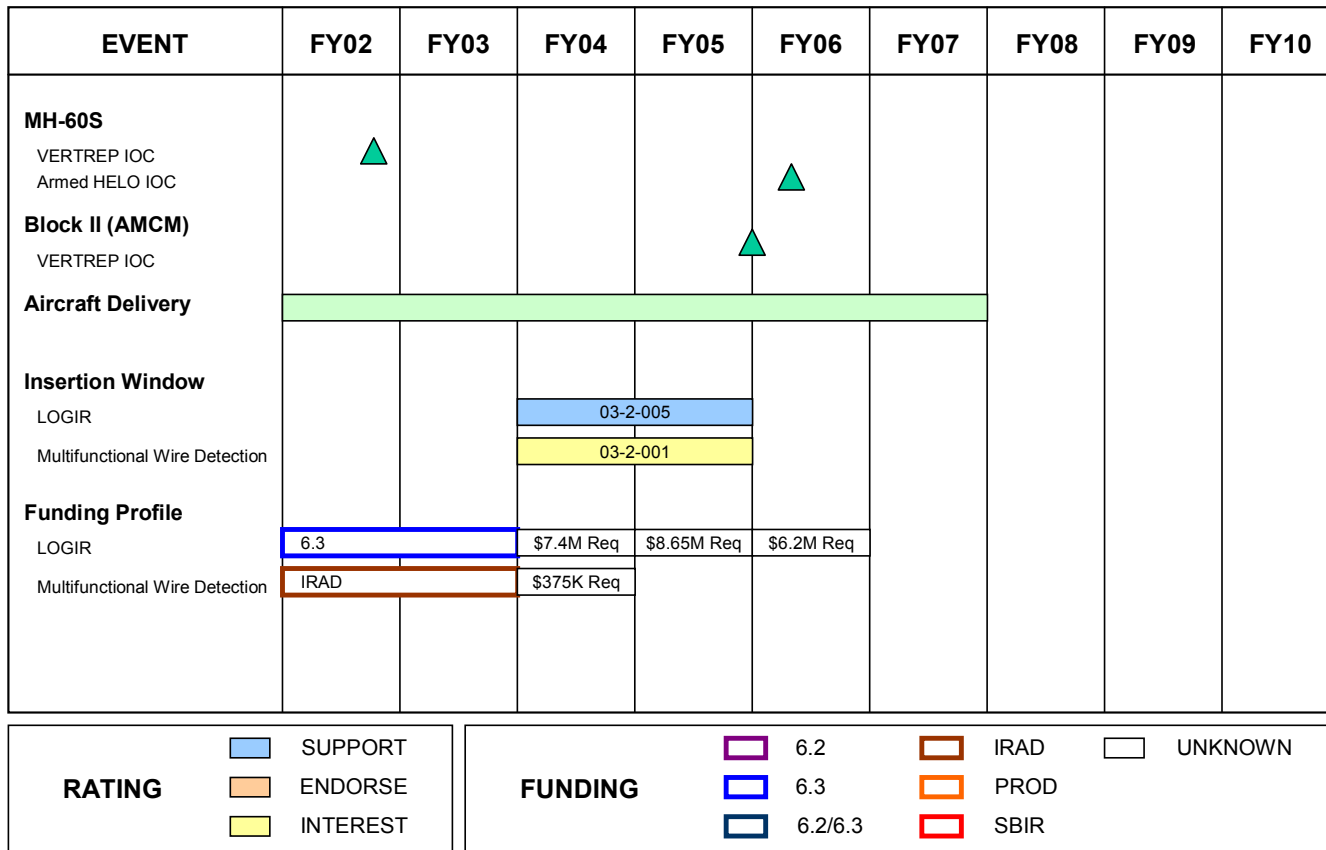 EVENT FY02 FY03 FY04 FY05 FY06 FY07 FY08 FY09 FY10
MH-60S
VERTREP IOC
Armed HELO IOC
Block II (AMCM)
VERTREP IOC
Aircraft Delivery
Insertion Window
LOGIR 03-2-005
Multifunctional Wire Detection 03-2-001
Funding Profile
LOGIR 6.3 $7.4M Req $8.65M Req $6.2M Req
Multifunctional Wire Detection IRAD $375K Req
RATING
SUPPORT
ENDORSE
INTEREST
FUNDING
6.2 IRAD UNKNOWN
6.3 PROD
6.2/6.3 SBIR